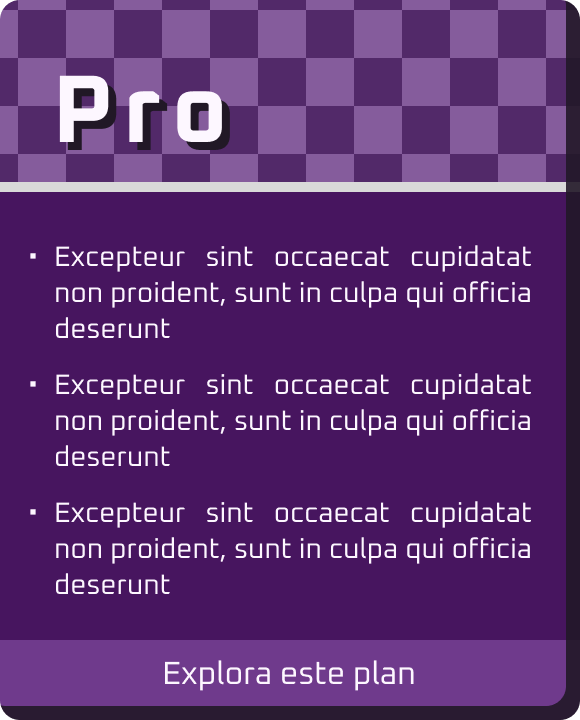 Pro
▪ Excepteur sint occaecat cupidatat
non proident, sunt in culpa qui officia
deserunt
▪ Excepteur sint occaecat cupidatat
non proident, sunt in culpa qui officia
deserunt
▪ Excepteur sint occaecat cupidatat
non proident, sunt in culpa qui officia
deserunt
Explora este plan